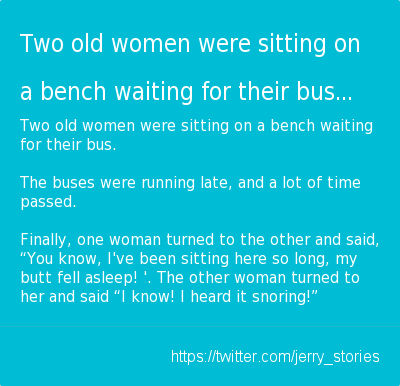 Two old women were sitting on
a bench waiting for their bus...
Two old women were sitting on a bench waiting
for their bus.
The buses were running late, and a lot of time
passed.
Finally, one woman turned to the other and said,
“You know, I've been sitting here so long, my
butt fell asleep! '. The other woman turned to
her and said “I know! I heard it snoring!”
https://twitter.com/jerry_stories